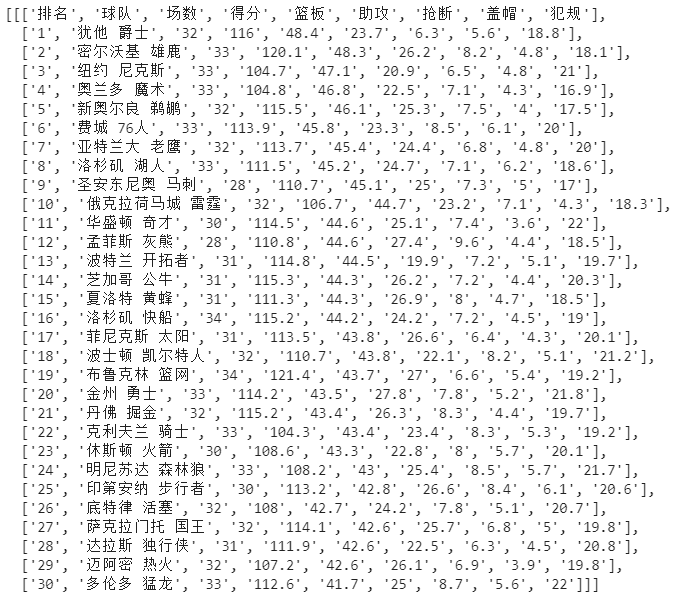 [[['排名', '球队', '场数', '得分', '篮板', '助攻', '抢断', '盖帽', '犯规'],
['1', '犹他 爵士', '32', '116', '48.4', '23.7', '6.3', '5.6', '18.8'],
['2', '密尔沃基 雄鹿', '33', '120.1', '48.3', '26.2', '8.2', '4.8', '18.1'],
['3', '纽约 尼克斯', '33', '104.7', '47.1', '20.9', '6.5', '4.8', '21'],
['4', '奥兰多 魔术', '33', '104.8', '46.8', '22.5', '7.1', '4.3', '16.9'],
['5', '新奥尔良 鹈鹕', '32', '115.5', '46.1', '25.3', '7.5', '4', '17.5'],
['6', '费城 76人', '33', '113.9', '45.8', '23.3', '8.5', '6.1', '20'],
['7', '亚特兰大 老鹰', '32', '113.7', '45.4', '24.4', '6.8', '4.8', '20'],
['8', '洛杉矶 湖人', '33', '111.5', '45.2', '24.7', '7.1', '6.2', '18.6'],
['9', '圣安东尼奥 马刺', '28', '110.7', '45.1', '25', '7.3', '5', '17'],
['10', '俄克拉荷马城 雷霆', '32', '106.7', '44.7', '23.2', '7.1', '4.3', '18.3'],
['11', '华盛顿 奇才', '30', '114.5', '44.6', '25.1', '7.4', '3.6', '22'],
['12', '孟菲斯 灰熊', '28', '110.8', '44.6', '27.4', '9.6', '4.4', '18.5'],
['13', '波特兰 开拓者', '31', '114.8', '44.5', '19.9', '7.2', '5.1', '19.7'],
['14', '芝加哥 公牛', '31', '115.3', '44.3', '26.2', '7.2', '4.4', '20.3'],
['15', '夏洛特 黄蜂', '31', '111.3', '44.3', '26.9', '8', '4.7', '18.5'],
['16', '洛杉矶 快船', '34', '115.2', '44.2', '24.2', '7.2', '4.5', '19'],
['17', '菲尼克斯 太阳', '31', '113.5', '43.8', '26.6', '6.4', '4.3', '20.1'],
['18', '波士顿 凯尔特人', '32', '110.7', '43.8', '22.1', '8.2', '5.1', '21.2'],
['19', '布鲁克林 篮网', '34', '121.4', '43.7', '27', '6.6', '5.4', '19.2'],
['20', '金州 勇士', '33', '114.2', '43.5', '27.8', '7.8', '5.2', '21.8'],
['21', '丹佛 掘金', '32', '115.2', '43.4', '26.3', '8.3', '4.4', '19.7'],
['22', '克利夫兰 骑士', '33', '104.3', '43.4', '23.4', '8.3', '5.3', '19.2'],
['23', '休斯顿 火箭', '30', '108.6', '43.3', '22.8', '8', '5.7', '20.1'],
['24', '明尼苏达 森林狼', '33', '108.2', '43', '25.4', '8.5', '5.7', '21.7'],
['25', '印第安纳 步行者', '30', '113.2', '42.8', '26.6', '8.4', '6.1', '20.6'],
['26', '底特律 活塞', '32', '108', '42.7', '24.2', '7.8', '5.1', '20.7'],
['27', '萨克拉门托 国王', '32', '114.1', '42.6', '25.7', '6.8', '5', '19.8'],
['28', '达拉斯 独行侠', '31', '111.9', '42.6', '22.5', '6.3', '4.5', '20.8'],
['29', '迈阿密 热火', '32', '107.2', '42.6', '26.1', '6.9', '3.9', '19.8'],
['30', '多伦多 猛龙', '33', '112.6', '41.7', '25', '8.7', '5.6', '22']]]